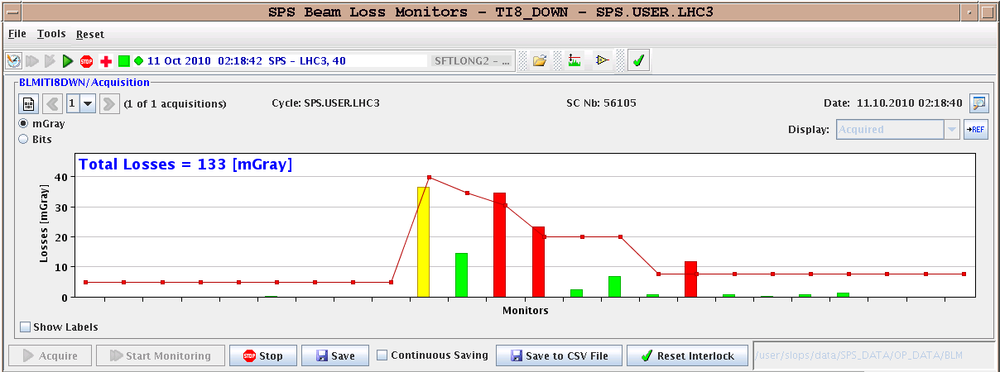 SPS Beam Loss Monitors - TI8_DOWN - SPS.USER.LHC3
File Tools Reset
STOP 11 Oct 2010 02:18:42 SPS - LHC3, 40 SFTLONG2 - ...
BLMITI8DWN/Acquisition
1 (1 of 1 acquisitions) Cycle: SPS.USER.LHC3 SC Nb: 56105 Date: 11.10.2010 02:18:40
mGray
Display: Acquired REF
Bits
Total Losses = 133 [mGray]
40
30
20
10
0
Losses [mGray]
Monitors
Show Labels
Acquire Start Monitoring STOP Stop Save Continuous Saving Save to CSV File Reset Interlock /user/slops/data/SPS_DATA/OP_DATA/BLM